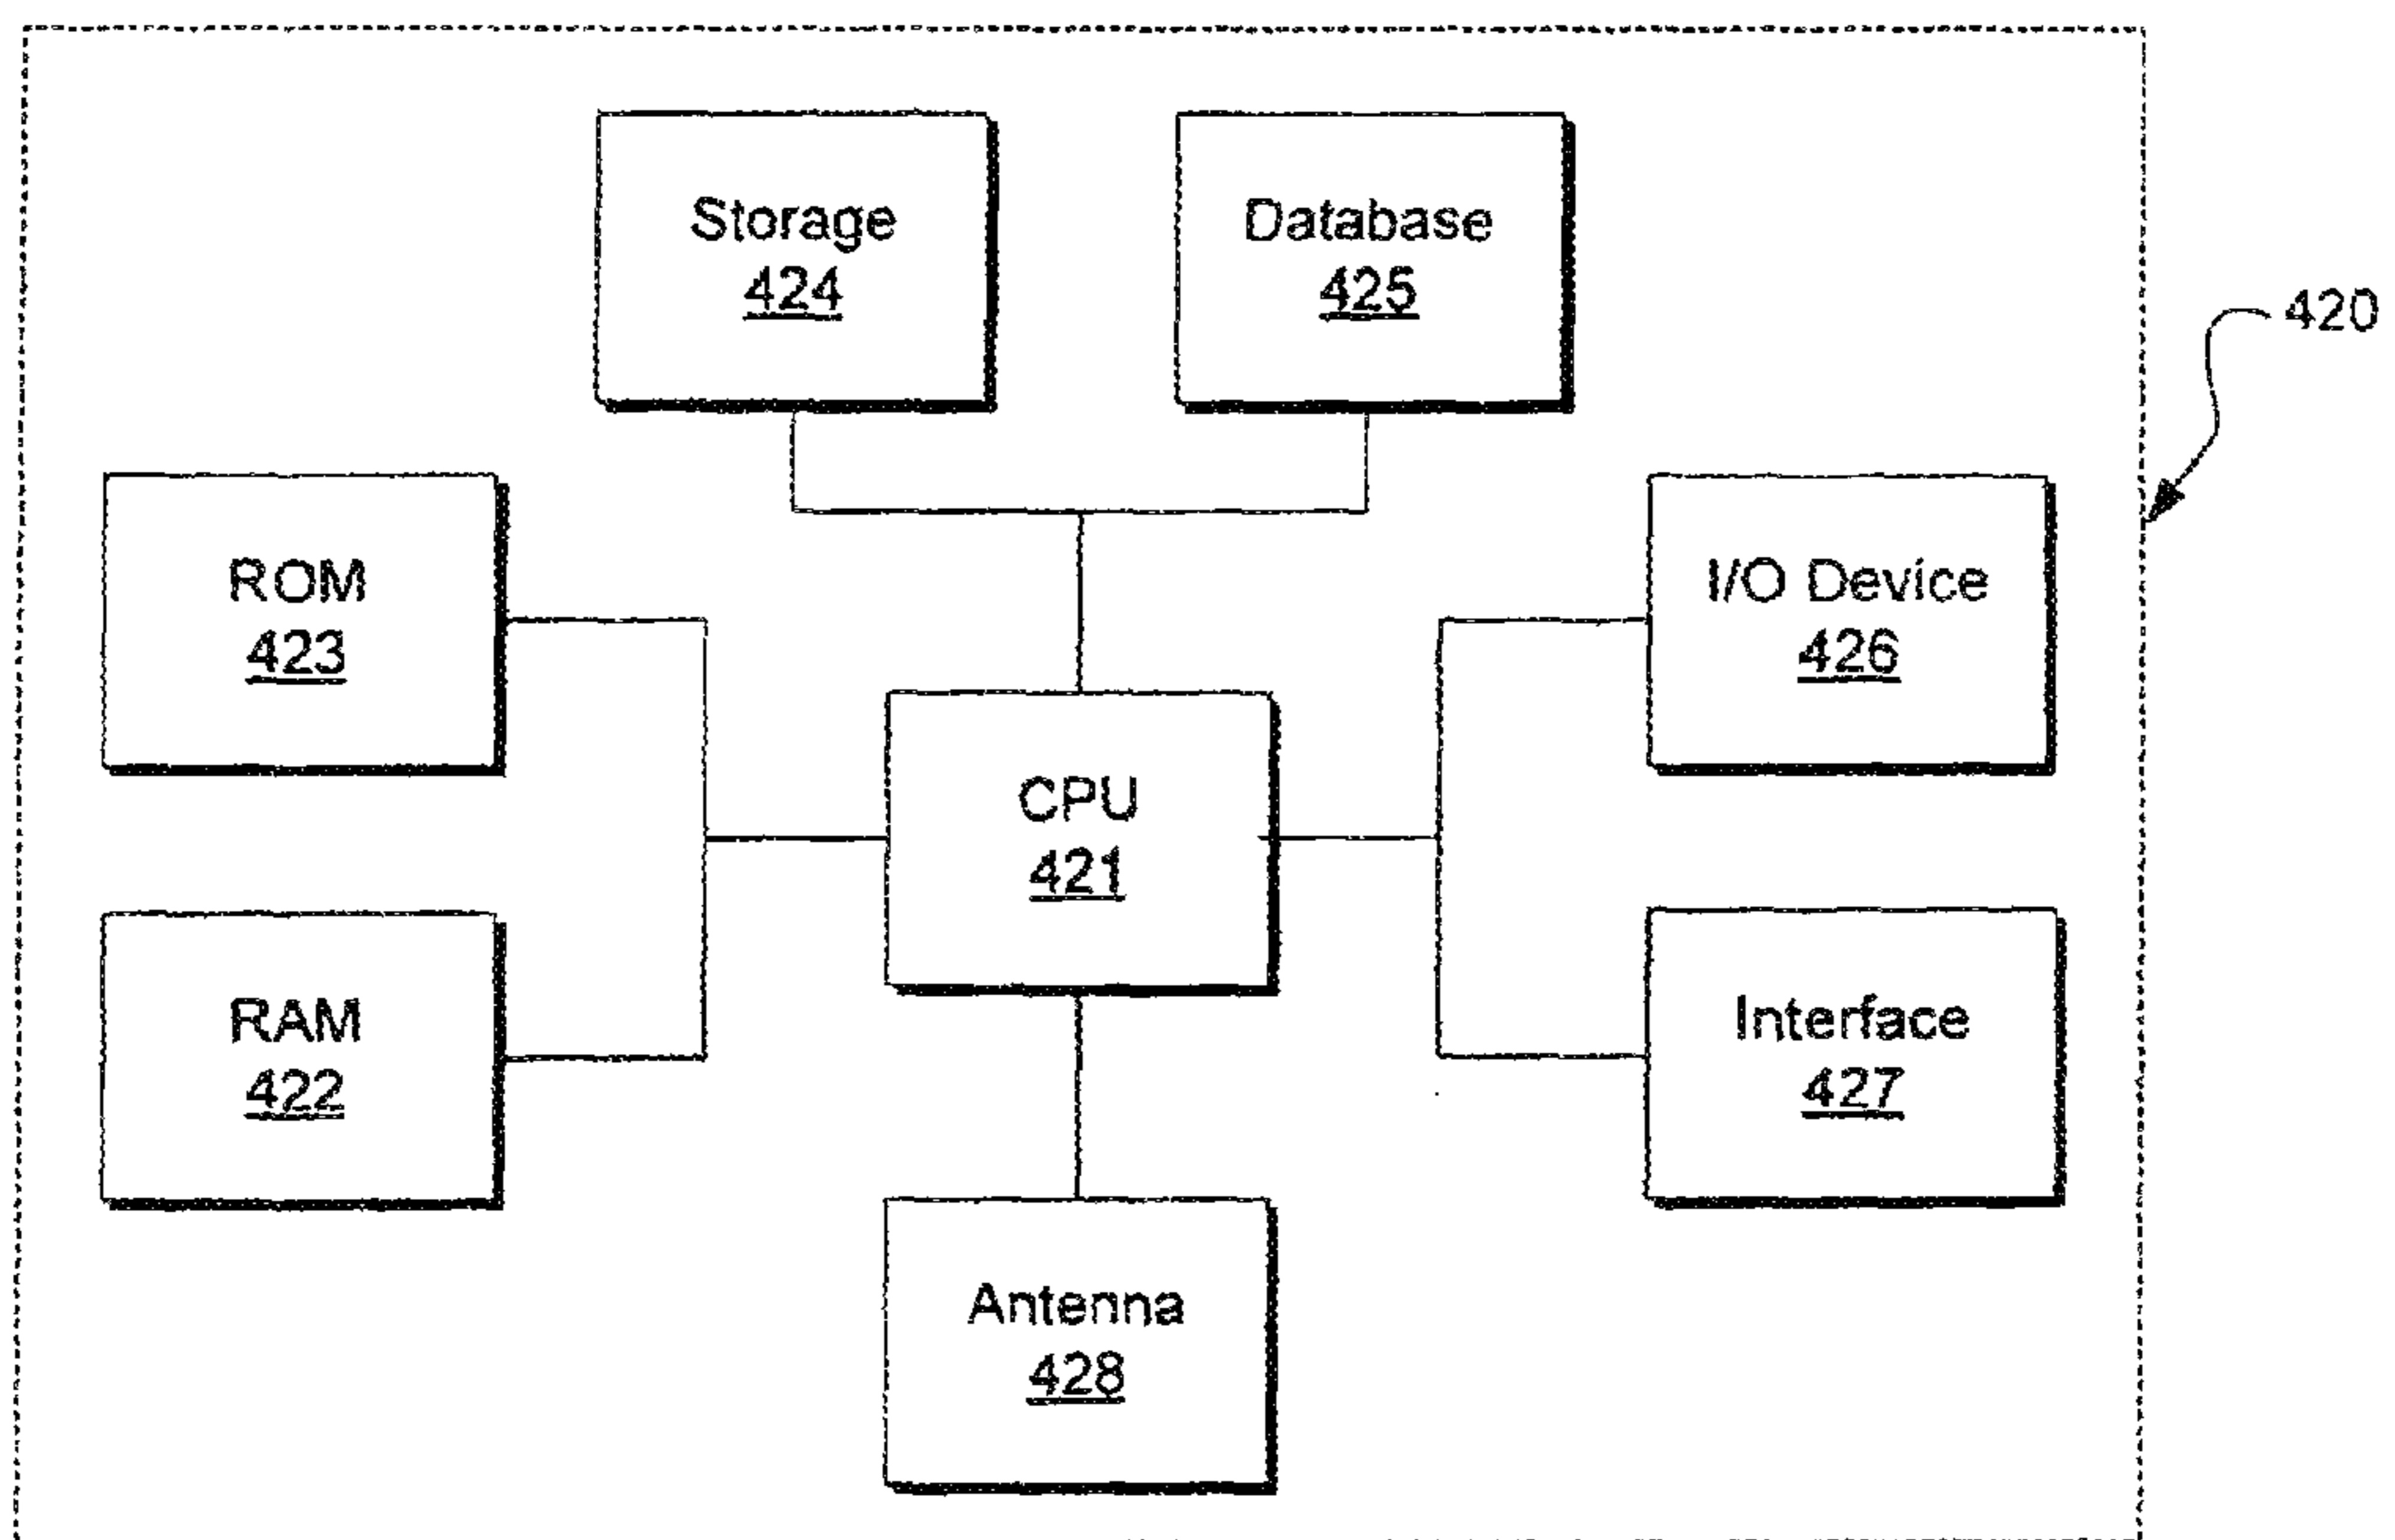 Storage
424
Database
425
420
ROM
423
I/O Device
426
CPU
421
RAM
422
Interface
427
Antenna
428